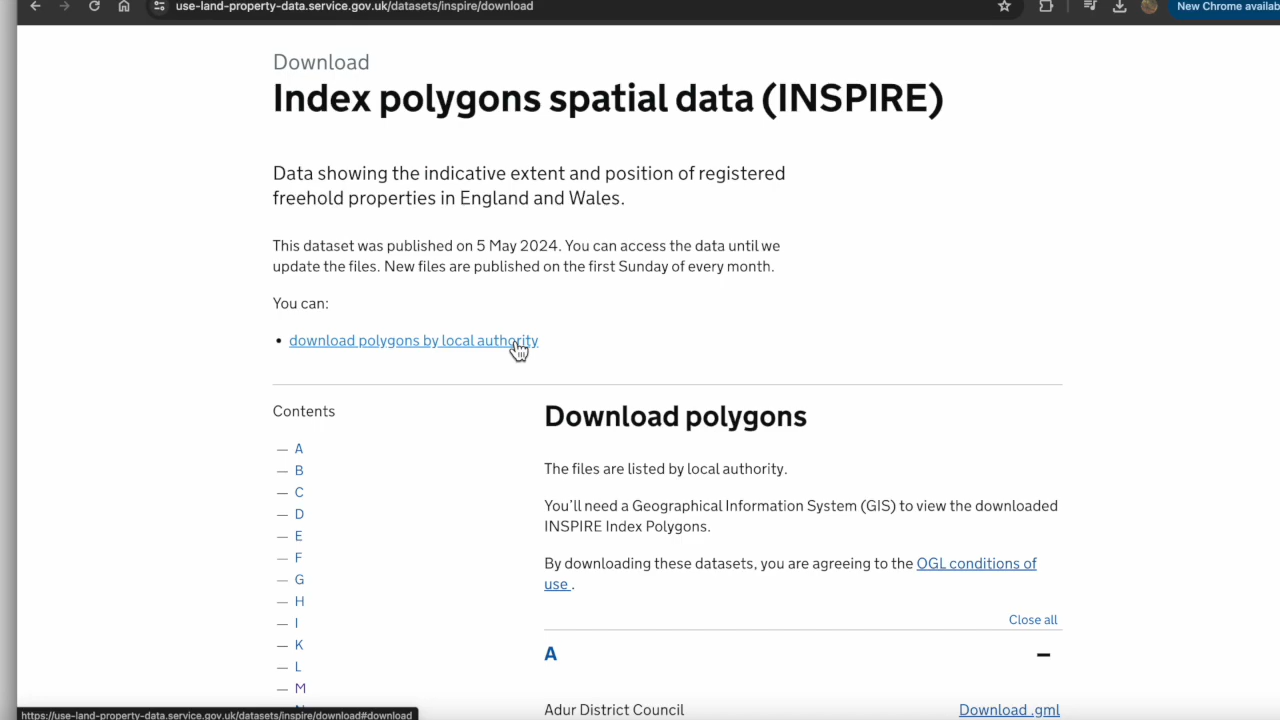 use-land-property-data.service.gov.uk/datasets/inspire/download
New Chrome availab
Download
Index polygons spatial data (INSPIRE)
Data showing the indicative extent and position of registered
freehold properties in England and Wales.
This dataset was published on 5 May 2024. You can access the data until we
update the files. New files are published on the first Sunday of every month.
You can:
• download polygons by local authority
Contents
— A
— B
— C
— D
— E
— F
— G
— H
— I
— K
— L
— M
Download polygons
The files are listed by local authority.
You'll need a Geographical Information System (GIS) to view the downloaded
INSPIRE Index Polygons.
By downloading these datasets, you are agreeing to the OGL conditions of
use .
Close all
A
Adur District Council
Download .gml
https://use-land-property-data.service.gov.uk/datasets/inspire/download#download